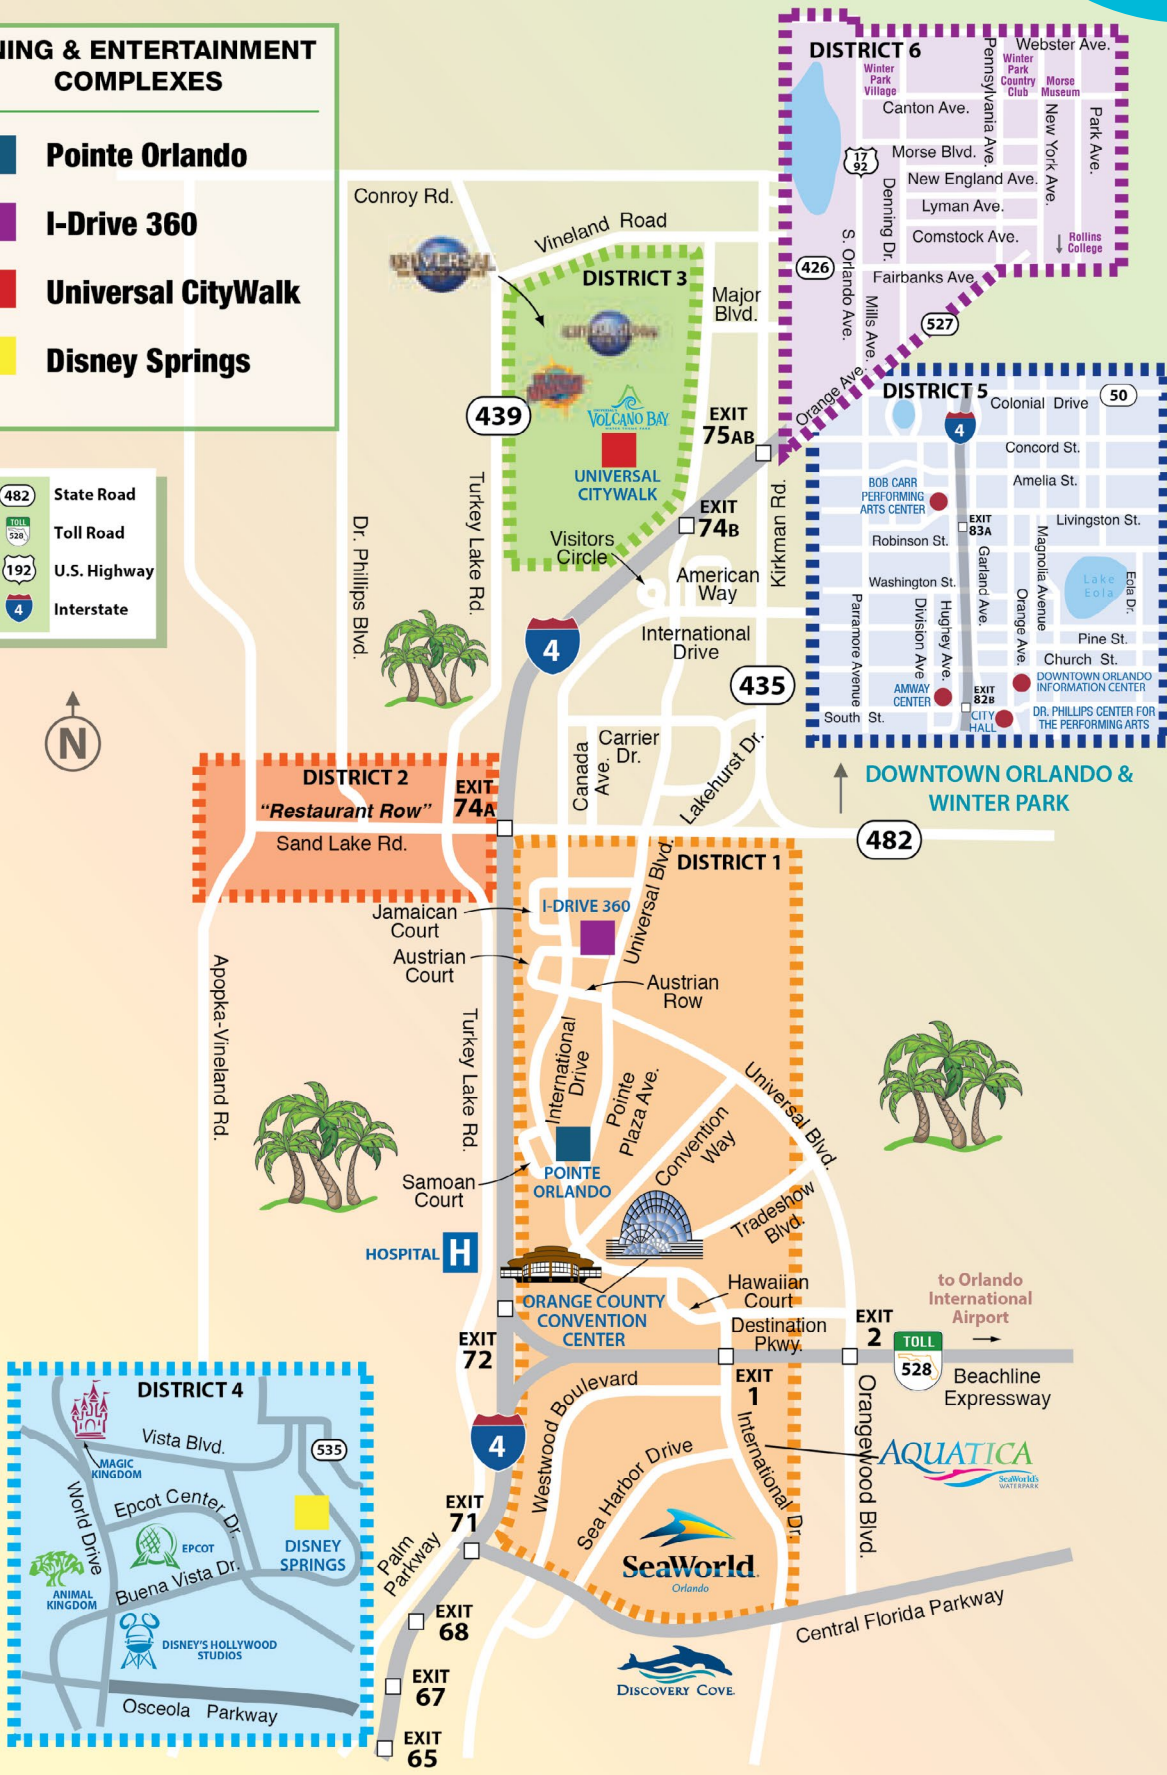 NING & ENTERTAINMENT
COMPLEXES
Pointe Orlando
I-Drive 360
Universal CityWalk
Disney Springs
482 State Road
TOLL
528 Toll Road
192 U.S. Highway
4 Interstate
N
DISTRICT 6
Webster Ave.
Winter
Park
Village
Pennsylvania Ave.
Winter
Park
Country
Club
Morse
Museum
Canton Ave.
New York Ave.
Park Ave.
17
92
Morse Blvd.
New England Ave.
Denning Dr.
Lyman Ave.
S. Orlando Ave.
Comstock Ave.
Rollins
College
426
Fairbanks Ave.
Mills Ave.
527
Orange Ave.
Conroy Rd.
Vineland Road
UNIVERSAL
DISTRICT 3
Major
Blvd.
VOLCANO BAY
UNIVERSAL
CITYWALK
439
EXIT
75AB
EXIT
74B
Turkey Lake Rd.
Dr. Phillips Blvd.
Kirkman Rd.
Visitors
Circle
American
Way
International
Drive
4
435
DISTRICT 5
50
Colonial Drive
4
Concord St.
Amelia St.
BOB CARR
PERFORMING
ARTS CENTER
EXIT
83A
Livingston St.
Robinson St.
Magnolia Avenue
Garland Ave.
Washington St.
Lake
Eola
Eola Dr.
Parramore Avenue
Division Ave
Hughey Ave.
Orange Ave.
Pine St.
Church St.
AMWAY
CENTER
EXIT
82B
DOWNTOWN ORLANDO
INFORMATION CENTER
South St.
CITY
HALL
DR. PHILLIPS CENTER FOR
THE PERFORMING ARTS
DOWNTOWN ORLANDO &
WINTER PARK
Canada
Ave.
Carrier
Dr.
Lakehurst Dr.
DISTRICT 2
"Restaurant Row"
EXIT
74A
Sand Lake Rd.
482
DISTRICT 1
Universal Blvd.
Jamaican
Court
I-DRIVE 360
Austrian
Court
Austrian
Row
Apopka-Vineland Rd.
Turkey Lake Rd.
International
Drive
Pointe
Plaza Ave.
Universal Blvd.
Convention
Way
Samoan
Court
POINTE
ORLANDO
Tradeshow
Blvd.
HOSPITAL H
Hawaiian
Court
ORANGE COUNTY
CONVENTION
CENTER
Destination
Pkwy.
to Orlando
International
Airport
EXIT
72
EXIT
2
TOLL
528
Beachline
Expressway
EXIT
1
Westwood Boulevard
4
International Dr.
Orangewood Blvd.
AQUATICA
SeaWorld's
WATERPARK
Sea Harbor Drive
EXIT
71
SeaWorld
Orlando
Palm
Parkway
Central Florida Parkway
EXIT
68
DISCOVERY COVE
EXIT
67
EXIT
65
DISTRICT 4
Vista Blvd.
535
MAGIC
KINGDOM
World Drive
Epcot Center Dr.
EPCOT
DISNEY
SPRINGS
ANIMAL
KINGDOM
Buena Vista Dr.
DISNEY'S HOLLYWOOD
STUDIOS
Osceola Parkway